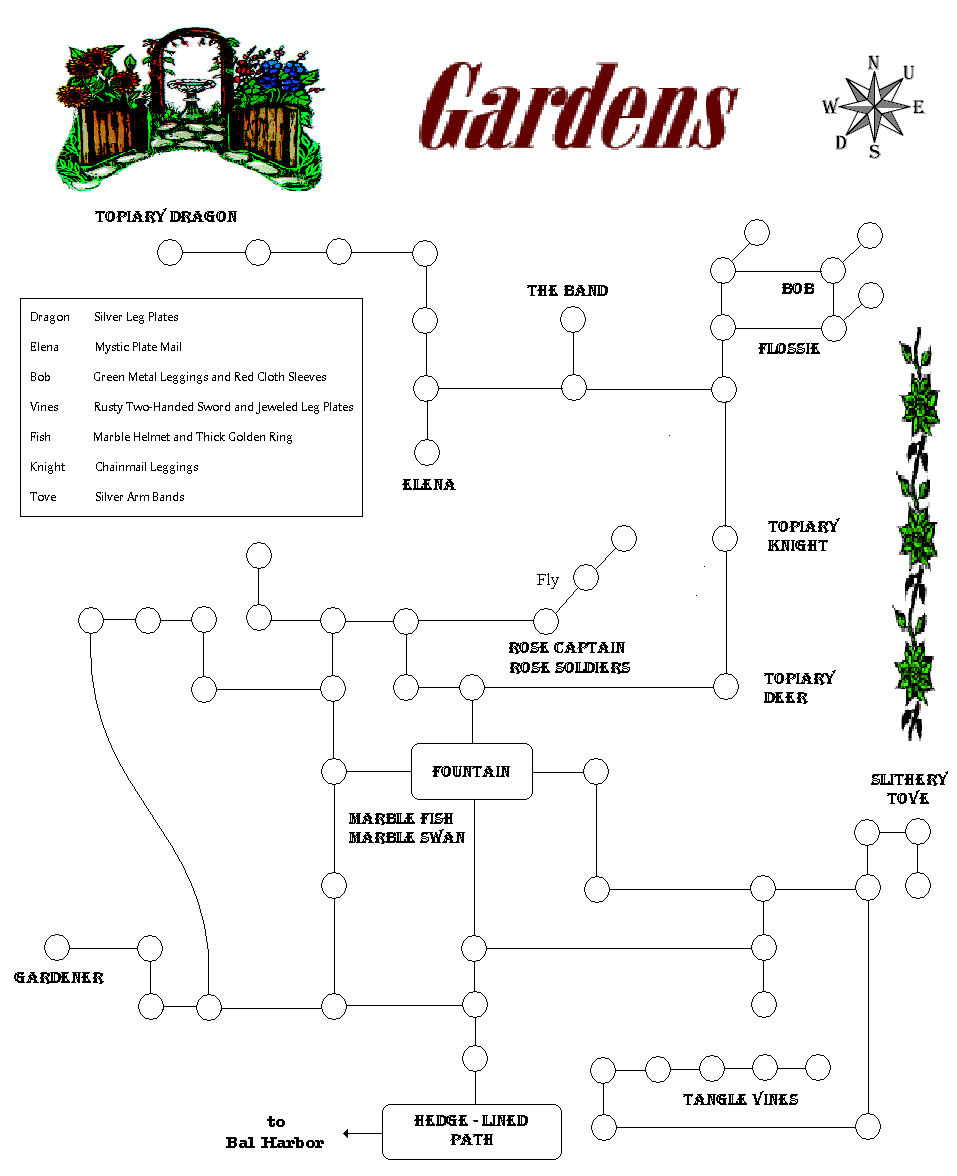 Gardens
N
U
W
E
D
S
TOPIARY DRAGON
THE BAND
BOB
FLOSSIE
Dragon Silver Leg Plates
Elena Mystic Plate Mail
Bob Green Metal Leggings and Red Cloth Sleeves
Vines Rusty Two-Handed Sword and Jeweled Leg Plates
Fish Marble Helmet and Thick Golden Ring
Knight Chainmail Leggings
Tove Silver Arm Bands
ELENA
TOPIARY
KNIGHT
Fly
ROSE CAPTAIN
ROSE SOLDIERS
TOPIARY
DEER
FOUNTAIN
SLITHERY
TOVE
MARBLE FISH
MARBLE SWAN
GARDENER
TANGLE VINES
HEDGE - LINED
PATH
to
Bal Harbor